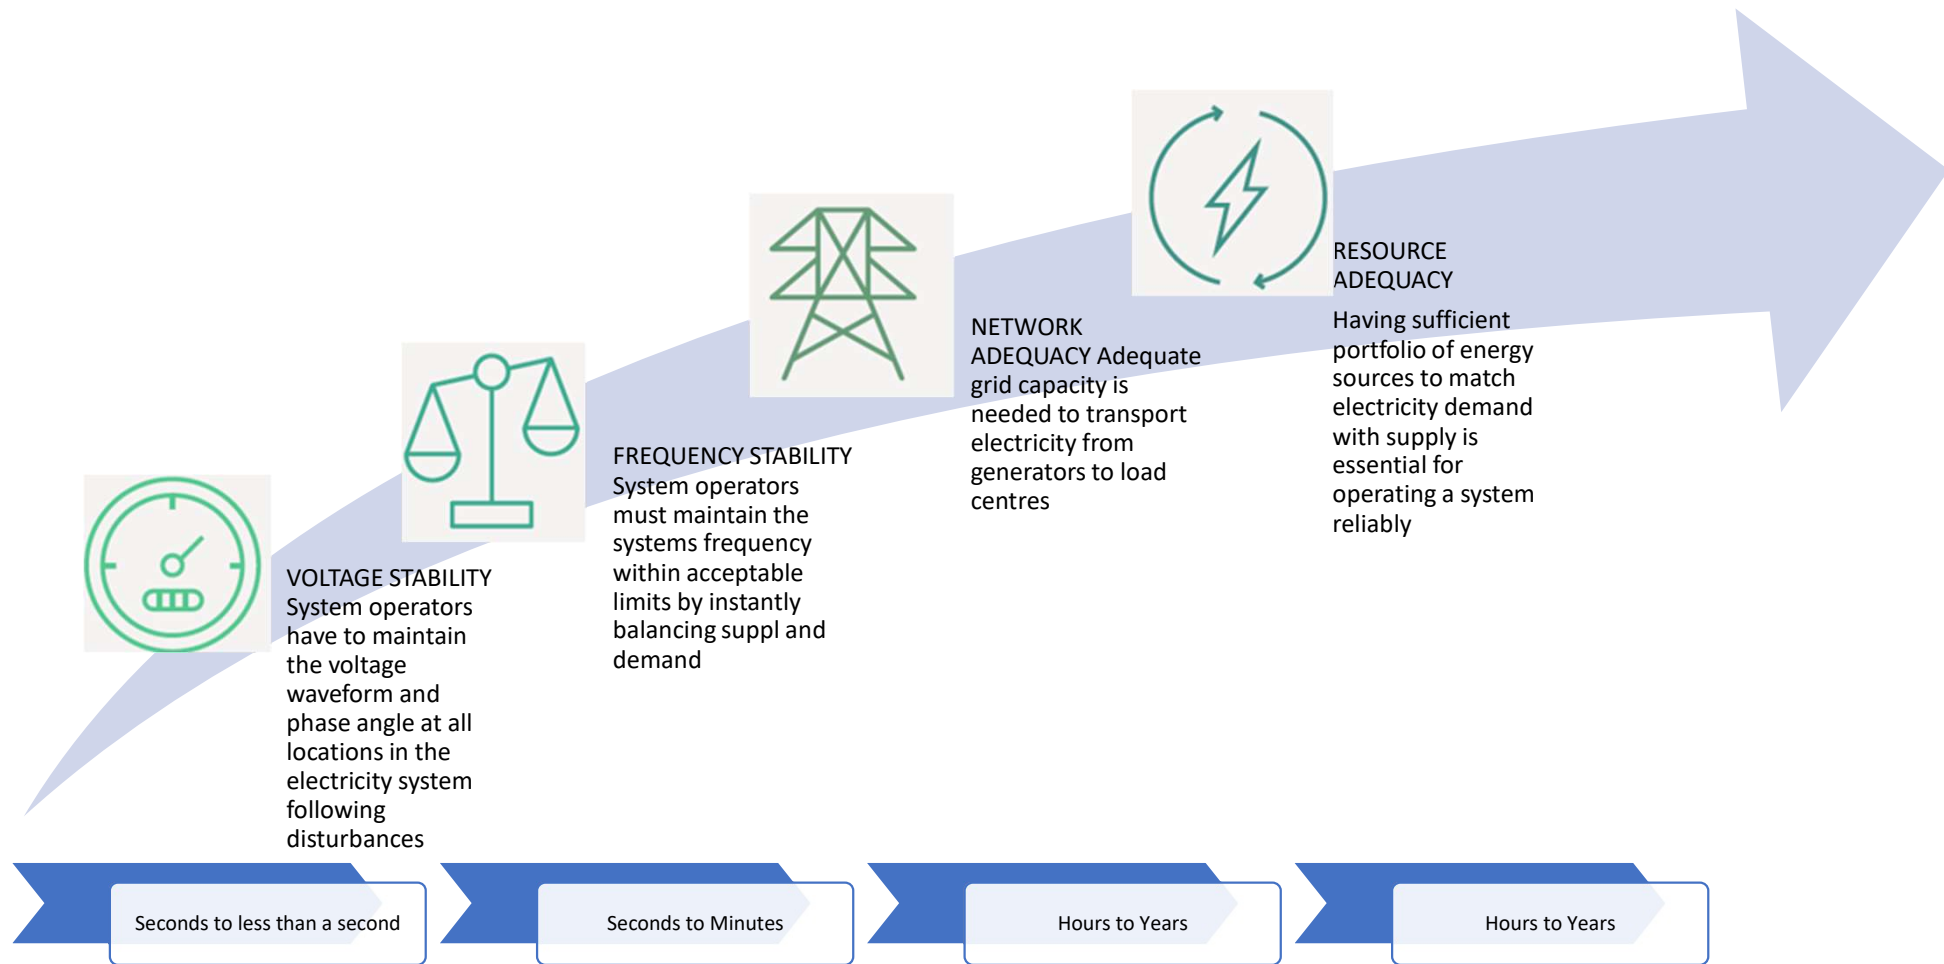 VOLTAGE STABILITY
System operators
have to maintain
the voltage
waveform and
phase angle at all
locations in the
electricity system
following
disturbances
FREQUENCY STABILITY
System operators
must maintain the
systems frequency
within acceptable
limits by instantly
balancing suppl and
demand
NETWORK
ADEQUACY Adequate
grid capacity is
needed to transport
electricity from
generators to load
centres
RESOURCE
ADEQUACY
Having sufficient
portfolio of energy
sources to match
electricity demand
with supply is
essential for
operating a system
reliably
Seconds to less than a second
Seconds to Minutes
Hours to Years
Hours to Years